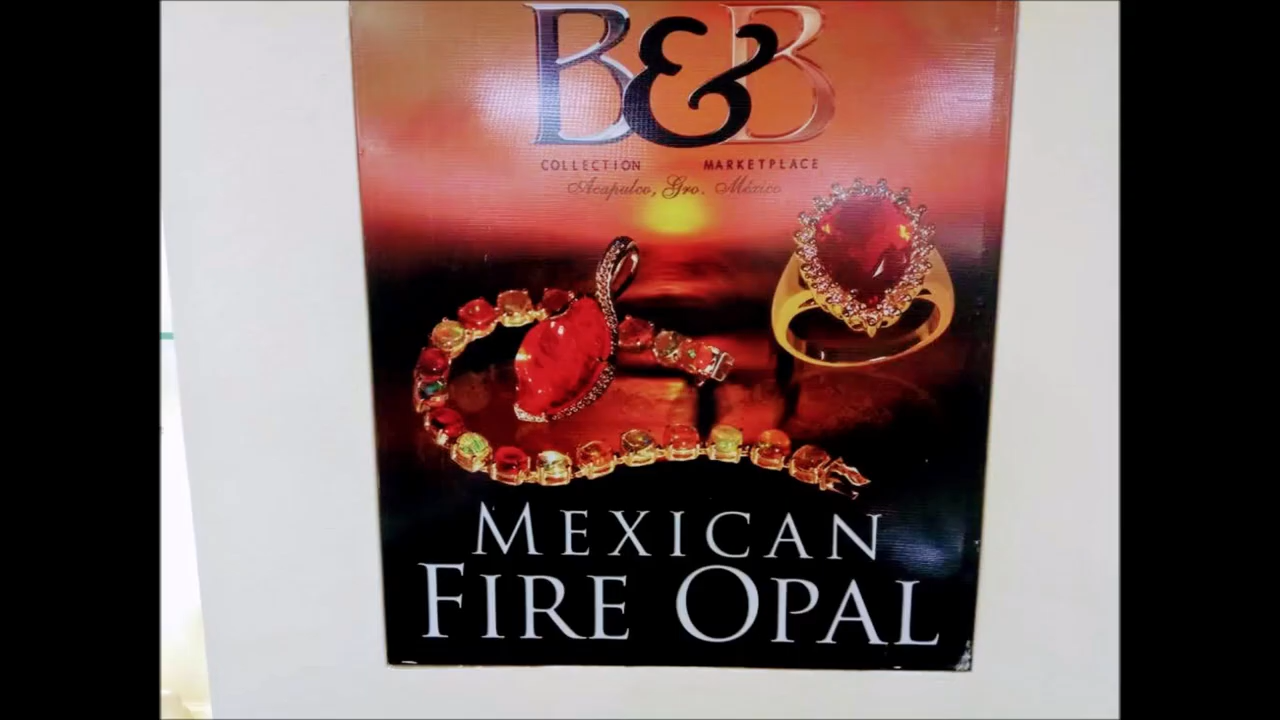 B&B
COLLECTION MARKETPLACE
Acapulco, Gro. México
MEXICAN
FIRE OPAL